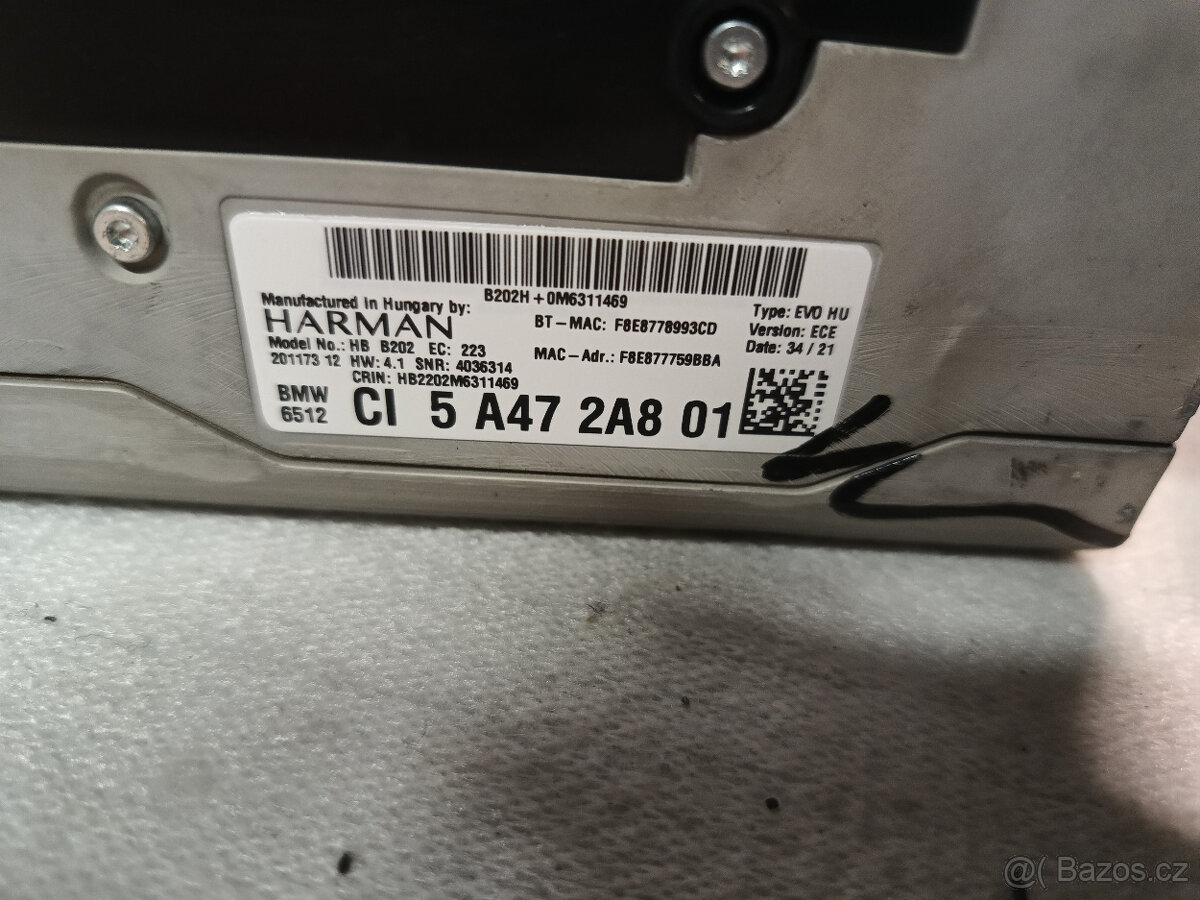 B202H+0M6311469
Manufactured in Hungary by:
HARMAN
Model No.: HB B202 EC: 223
201173 12 HW: 4.1 SNR: 4036314
CRIN: HB2202M6311469
BT-MAC: F8E8778993CD
MAC-Adr.: F8E877759BBA
Type: EVO HU
Version: ECE
Date: 34 / 21
BMW
6512
CI 5 A47 2A8 01
@( Bazos.cz